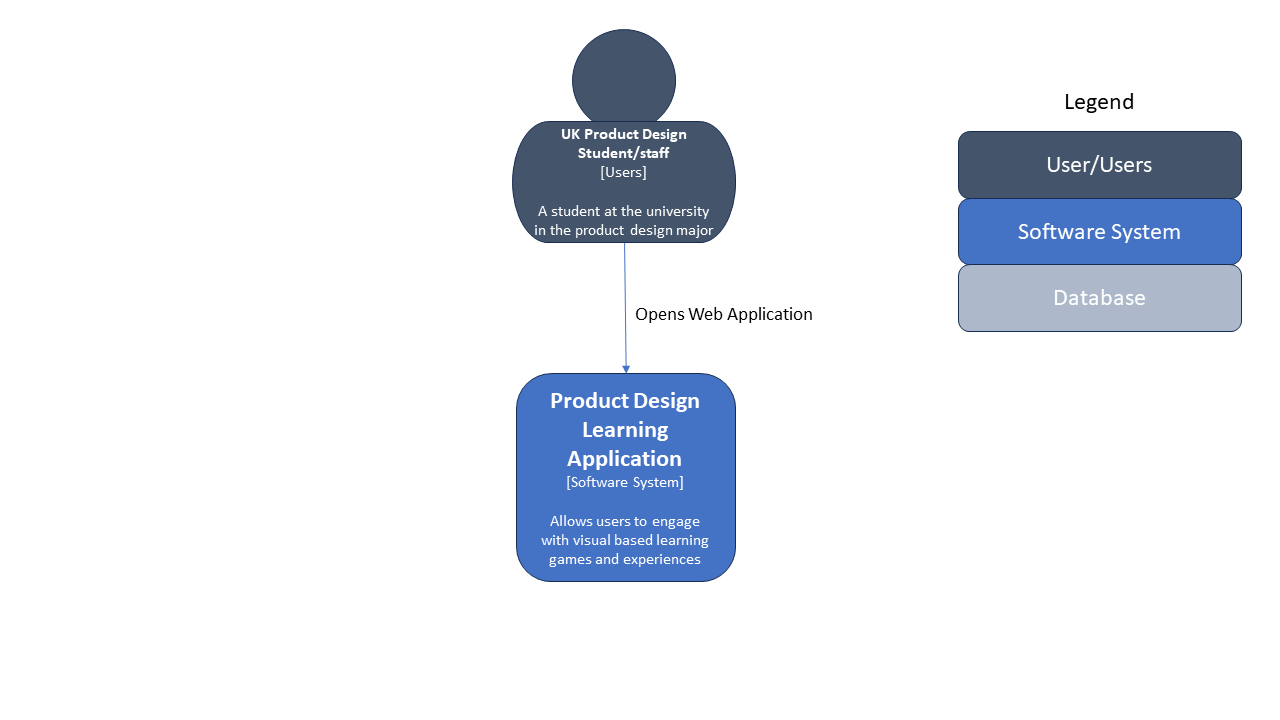 UK Product Design
Student/staff
[Users]
A student at the university
in the product design major
Opens Web Application
Product Design
Learning
Application
[Software System]
Allows users to engage
with visual based learning
games and experiences
Legend
User/Users
Software System
Database